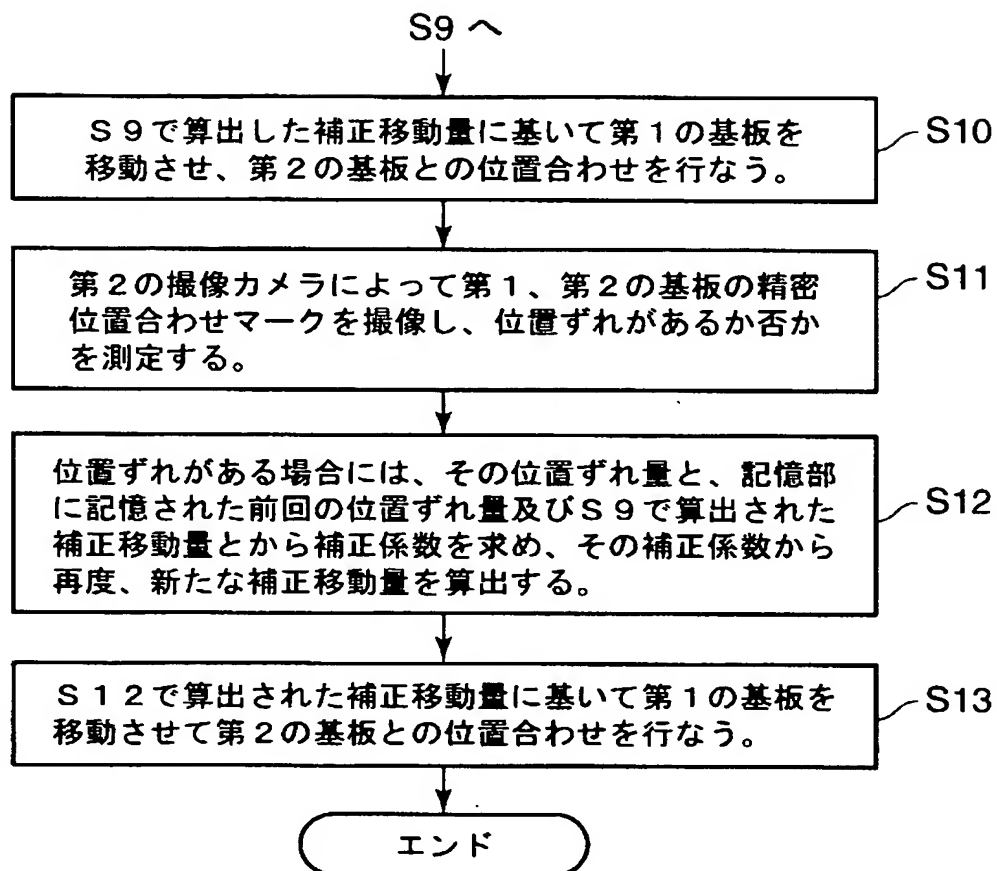 S9 へ
S9で算出した補正移動量に基いて第1の基板を
移動させ、第2の基板との位置合わせを行なう。
S10
第2の撮像カメラによって第1、第2の基板の精密
位置合わせマークを撮像し、位置ずれがあるか否か
を測定する。
S11
位置ずれがある場合には、その位置ずれ量と、記憶部
に記憶された前回の位置ずれ量及びS9で算出された
補正移動量とから補正係数を求め、その補正係数から
再度、新たな補正移動量を算出する。
S12
S12で算出された補正移動量に基いて第1の基板を
移動させて第2の基板との位置合わせを行なう。
S13
エンド